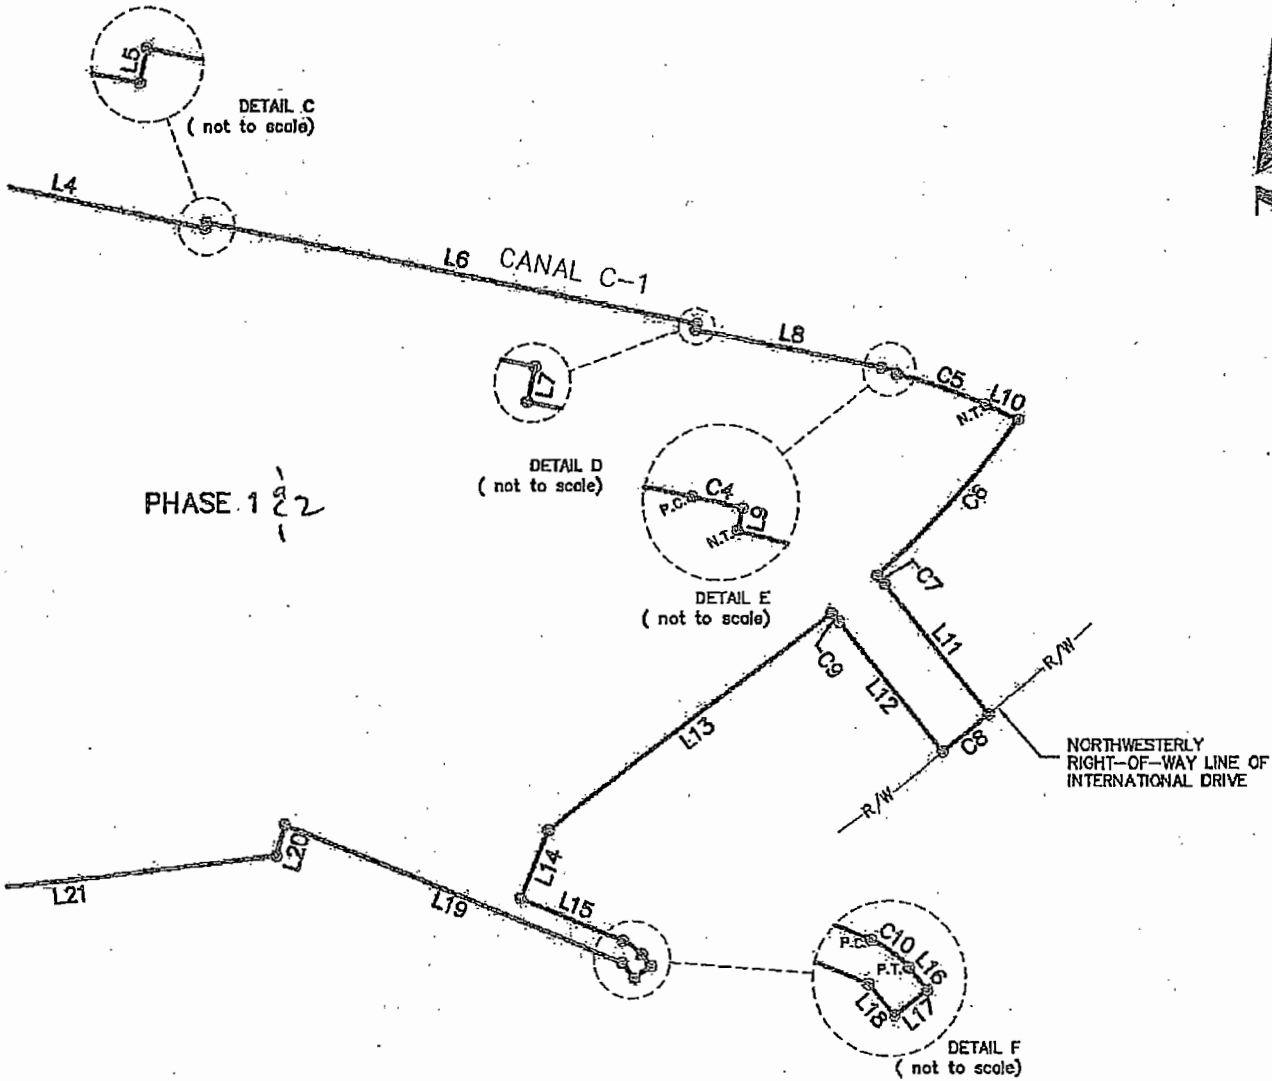 L5
DETAIL C
( not to scale)
L4
L6
CANAL C-1
L8
C5
L10
N.T.
L7
DETAIL D
( not to scale)
C6
PHASE 1 & 2
C4
P.C.
L9
N.T.
DETAIL E
( not to scale)
C7
L11
R/W
C9
L12
L13
C8
NORTHWESTERLY
RIGHT-OF-WAY LINE OF
INTERNATIONAL DRIVE
R/W
L14
L20
L21
L19
L15
P.C.
C10
P.T.
L16
L18
L17
DETAIL F
( not to scale)